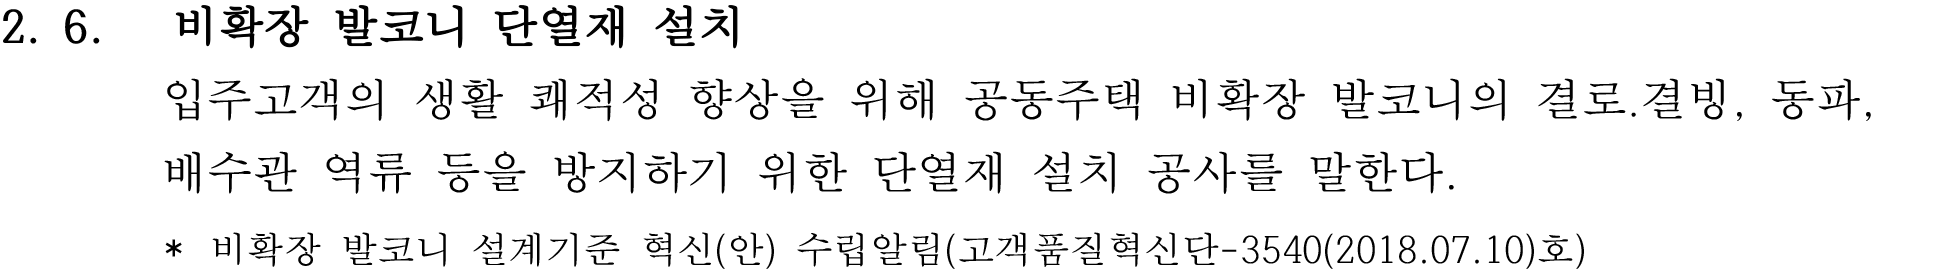 2. 6. 비확장 발코니 단열재 설치
입주고객의 생활 쾌적성 향상을 위해 공동주택 비확장 발코니의 결로.결빙, 동파,
배수관 역류 등을 방지하기 위한 단열재 설치 공사를 말한다.
* 비확장 발코니 설계기준 혁신(안) 수립알림(고객품질혁신단-3540(2018.07.10)호)